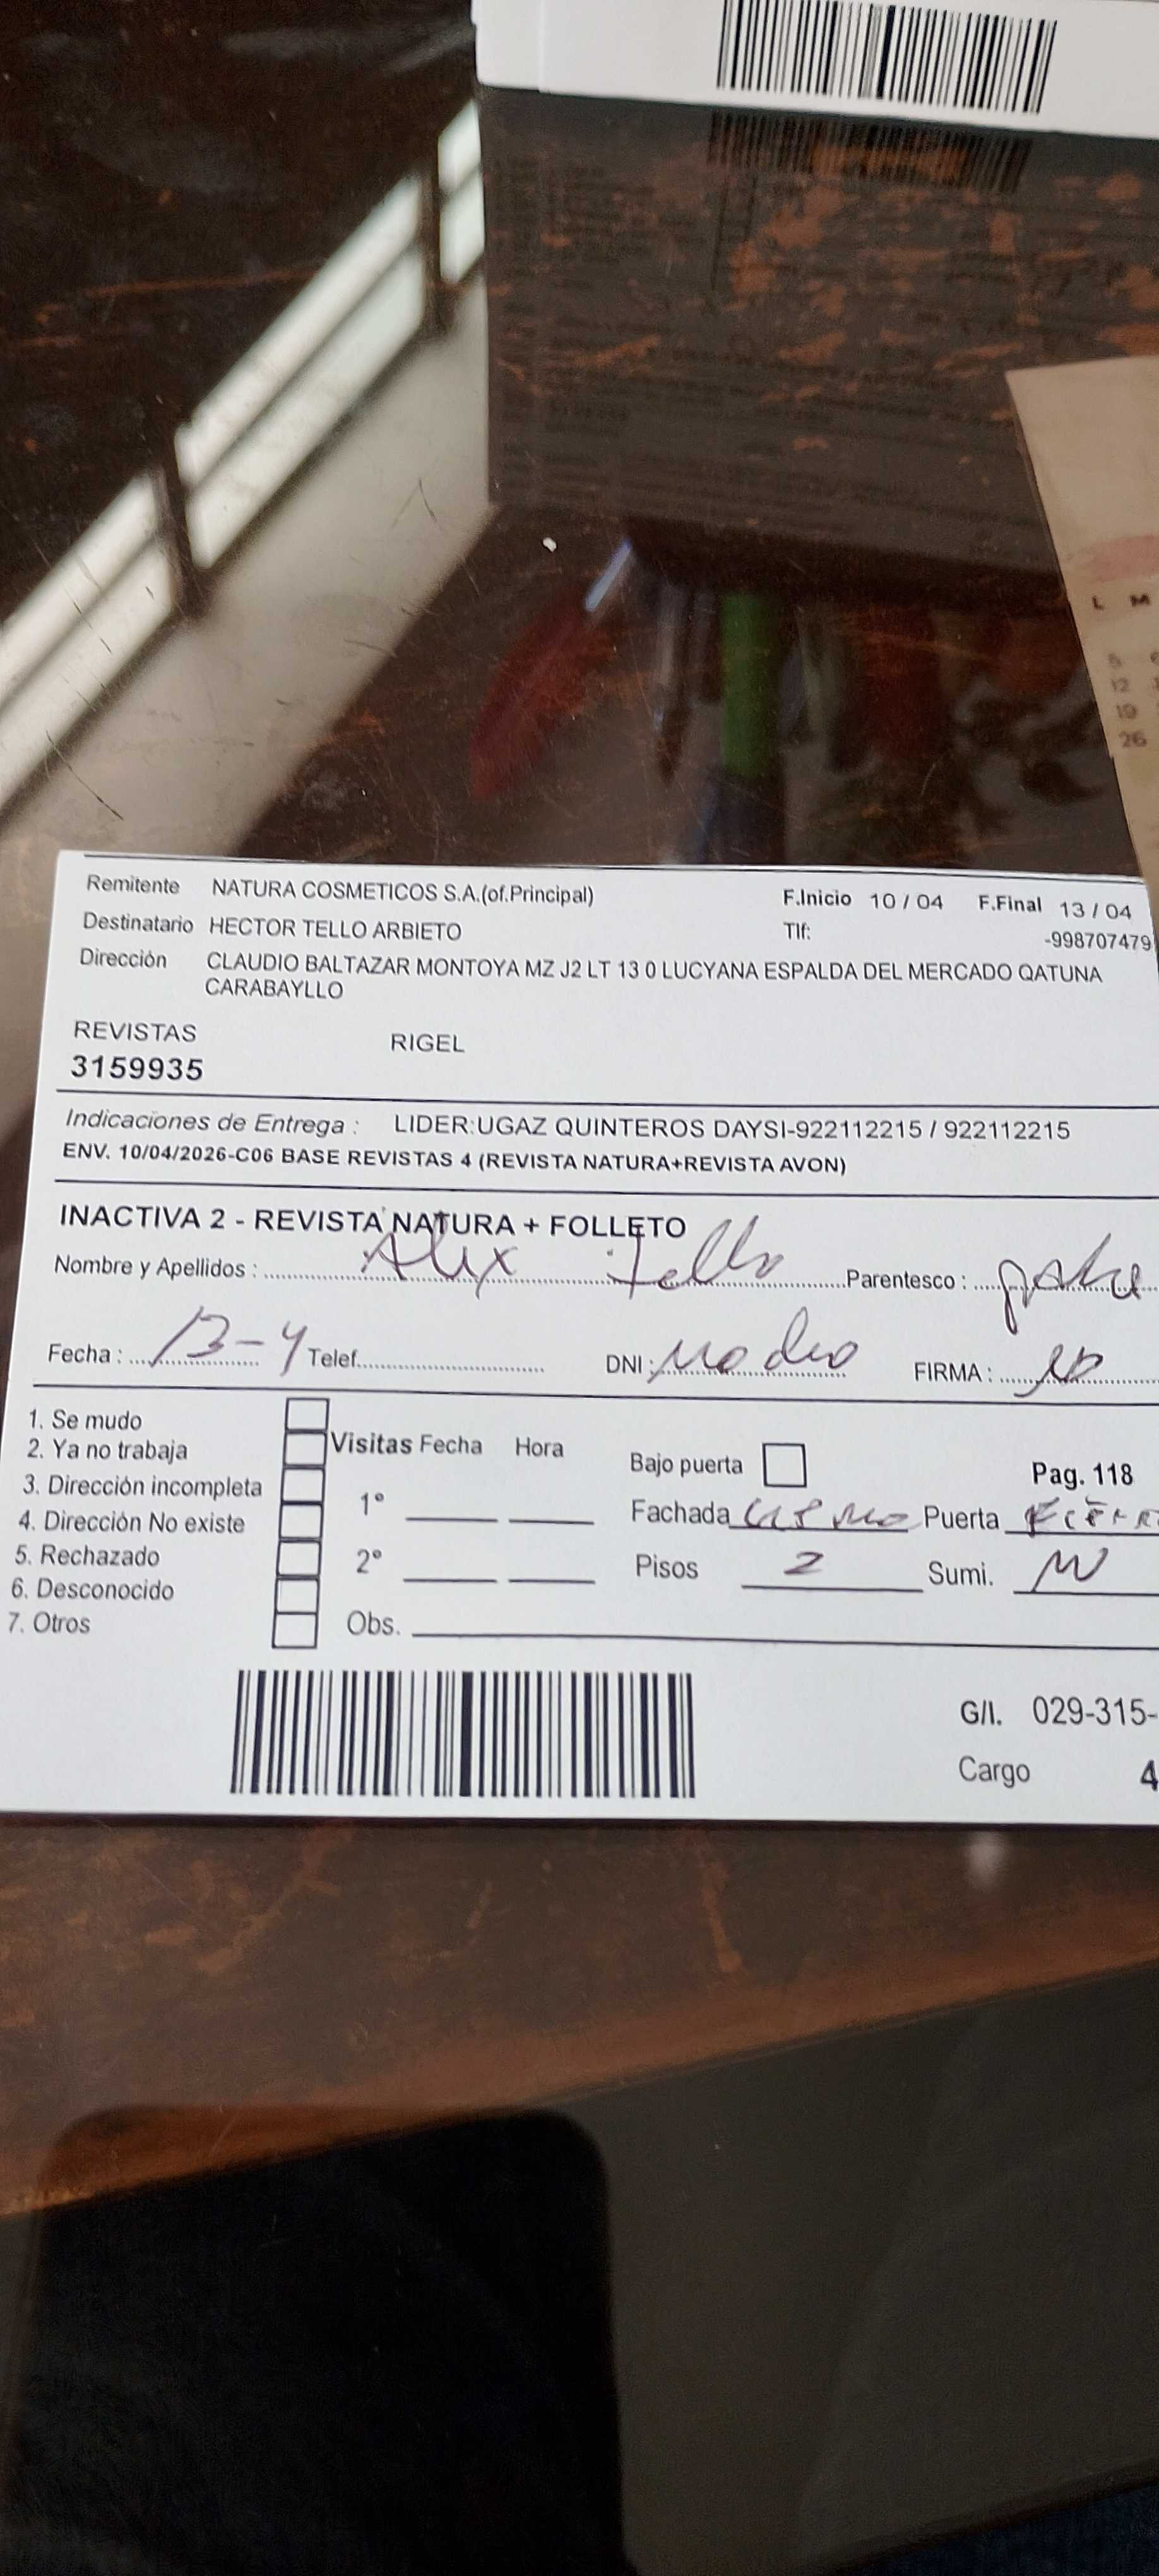 Remitente NATURA COSMETICOS S.A.(of.Principal) F.Inicio 10 / 04 F.Final 13 / 04
Destinatario HECTOR TELLO ARBIETO Tlf: -998707479
Dirección CLAUDIO BALTAZAR MONTOYA MZ J2 LT 13 0 LUCYANA ESPALDA DEL MERCADO QATUNA
CARABAYLLO
REVISTAS RIGEL
3159935
Indicaciones de Entrega : LIDER:UGAZ QUINTEROS DAYSI-922112215 / 922112215
ENV. 10/04/2026-C06 BASE REVISTAS 4 (REVISTA NATURA+REVISTA AVON)
INACTIVA 2 - REVISTA NATURA + FOLLETO
Nombre y Apellidos : Alex Tello Parentesco :
Fecha : 13-4 Telef. DNI : FIRMA :
1. Se mudo
2. Ya no trabaja
3. Dirección incompleta
4. Dirección No existe
5. Rechazado
6. Desconocido
7. Otros
Visitas Fecha Hora
1°
2°
Obs.
Bajo puerta Pag. 118
Fachada Puerta
Pisos 2 Sumi.
G/I. 029-315-
Cargo 4
L M
5 6
12
19
26